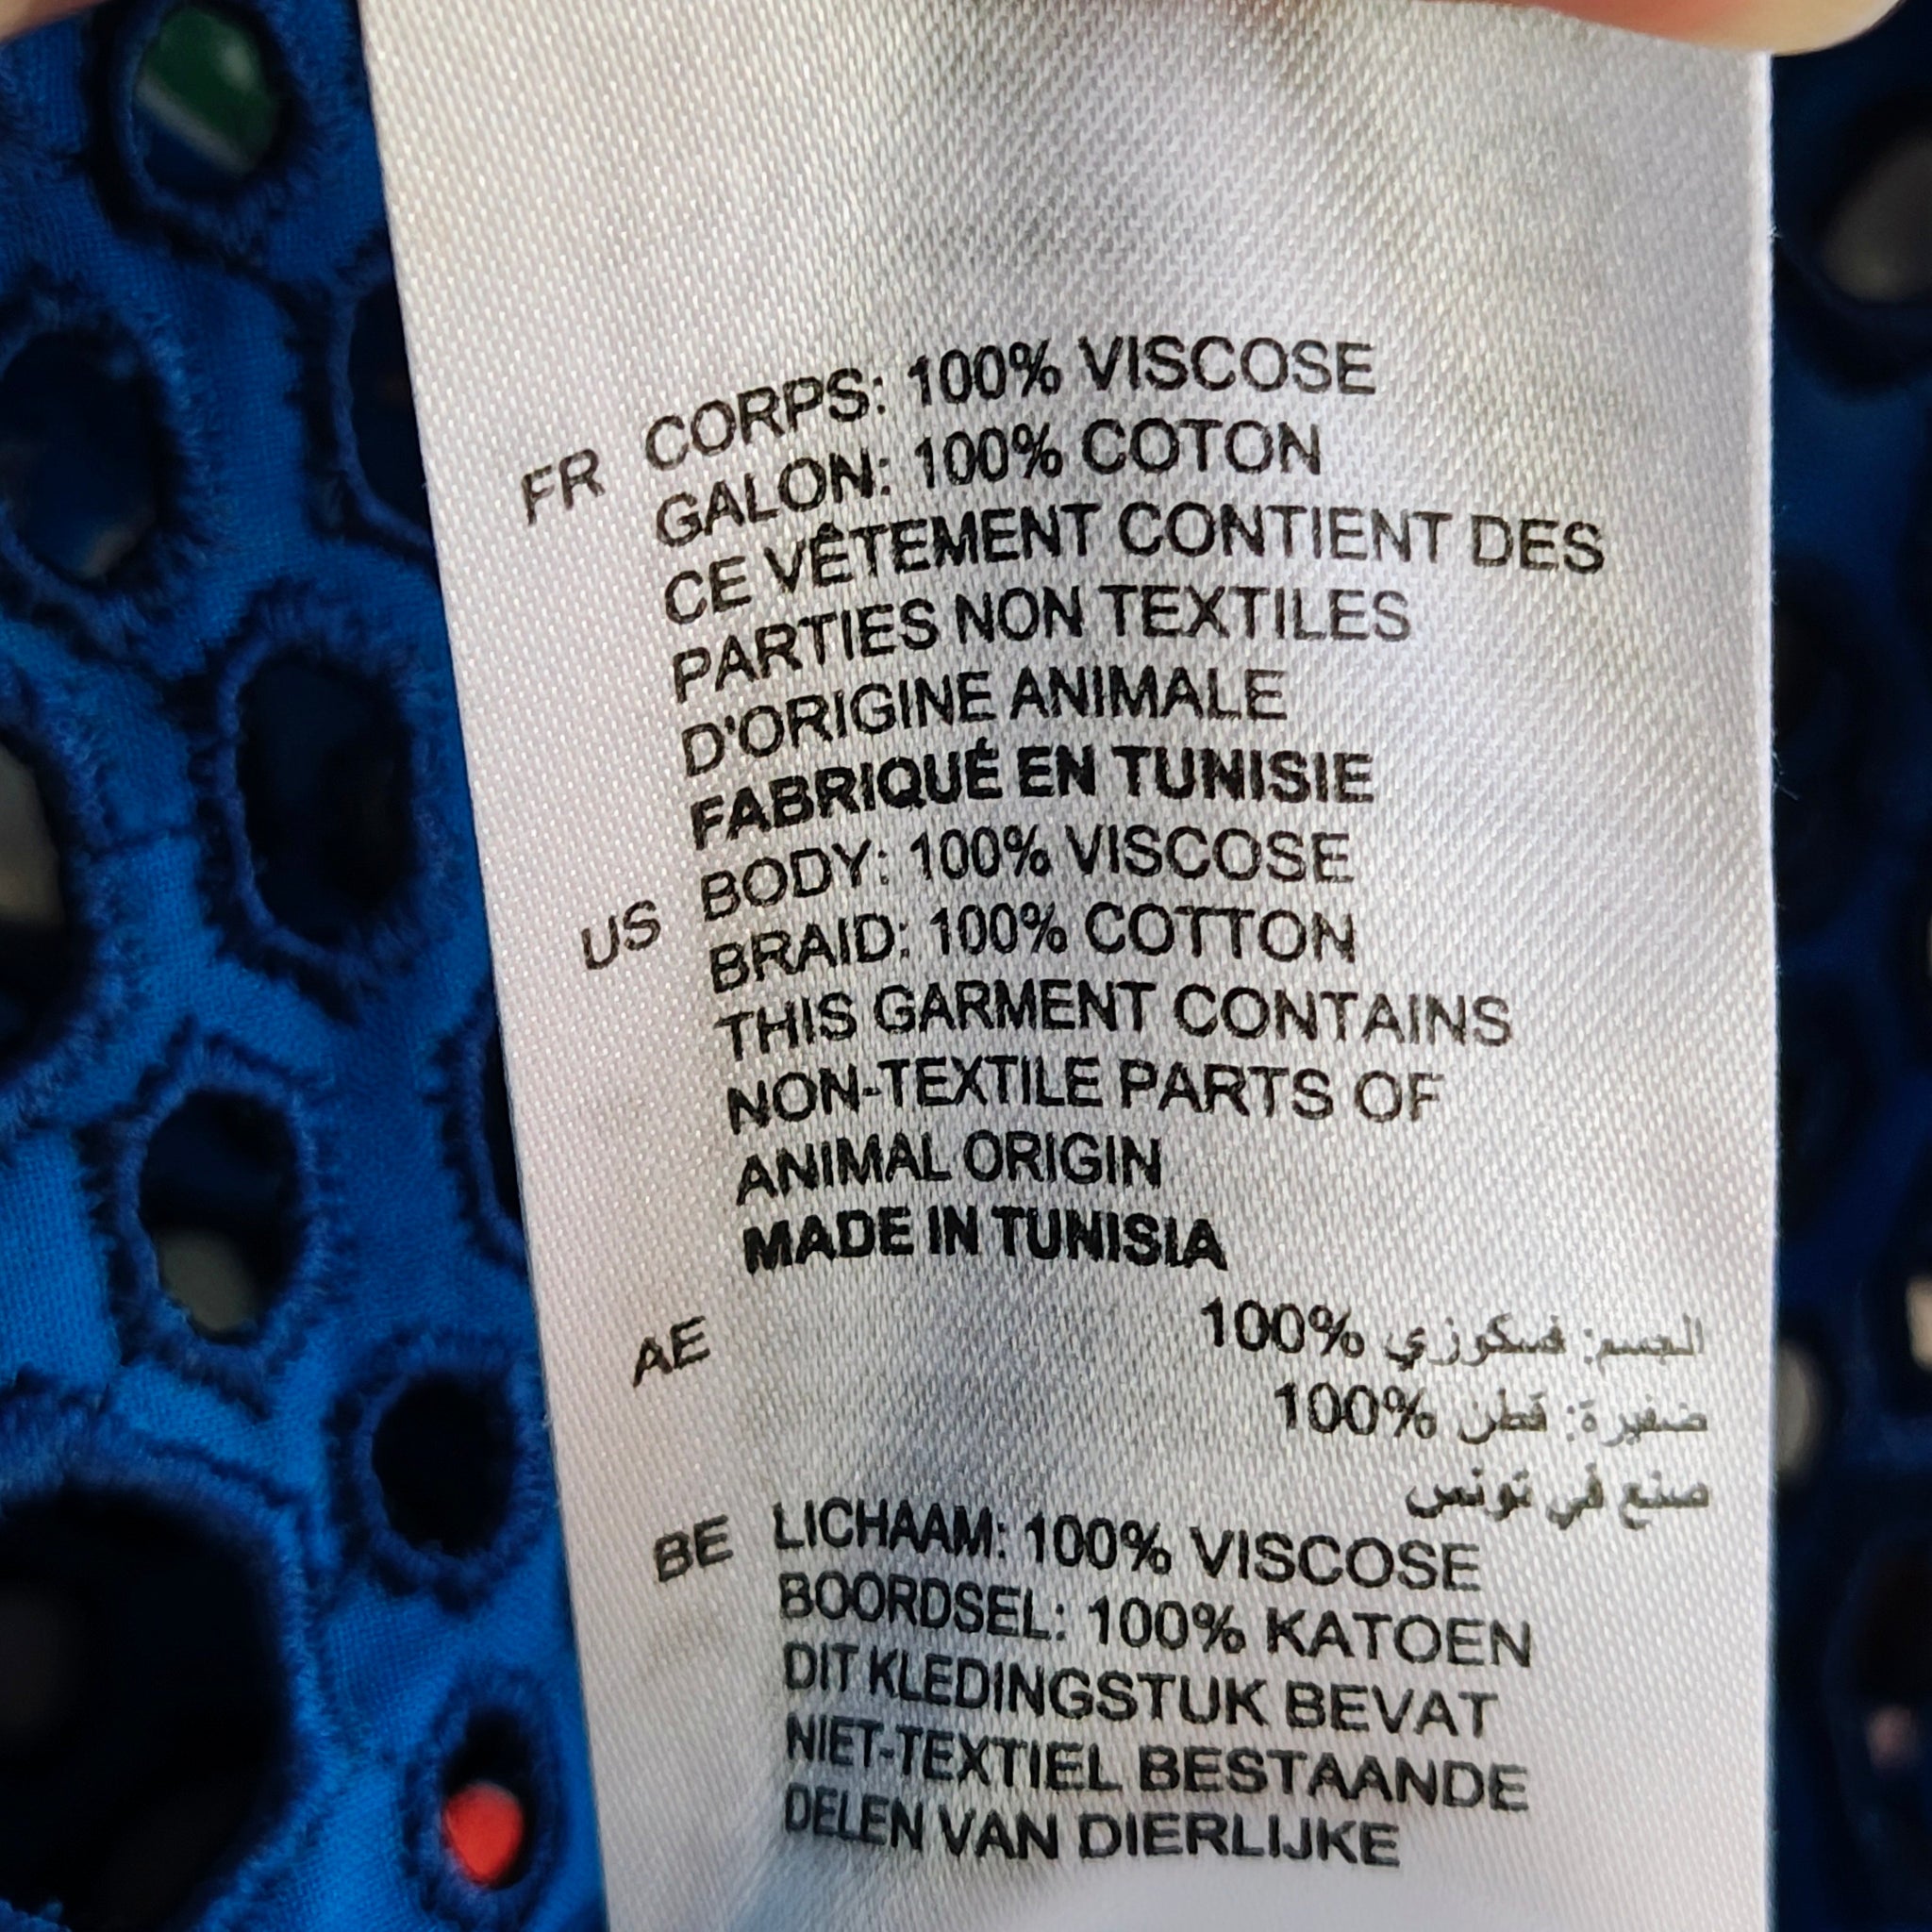 FR CORPS: 100% VISCOSE
GALON: 100% COTON
CE VÊTEMENT CONTIENT DES
PARTIES NON TEXTILES
D'ORIGINE ANIMALE
FABRIQUÉ EN TUNISIE
US BODY: 100% VISCOSE
BRAID: 100% COTTON
THIS GARMENT CONTAINS
NON-TEXTILE PARTS OF
ANIMAL ORIGIN
MADE IN TUNISIA
AE الجسم: فسكوزي 100%
ضفيرة: قطن 100%
صنع في تونس
BE LICHAAM: 100% VISCOSE
BOORDSEL: 100% KATOEN
DIT KLEDINGSTUK BEVAT
NIET-TEXTIEL BESTAANDE
DELEN VAN DIERLIJKE